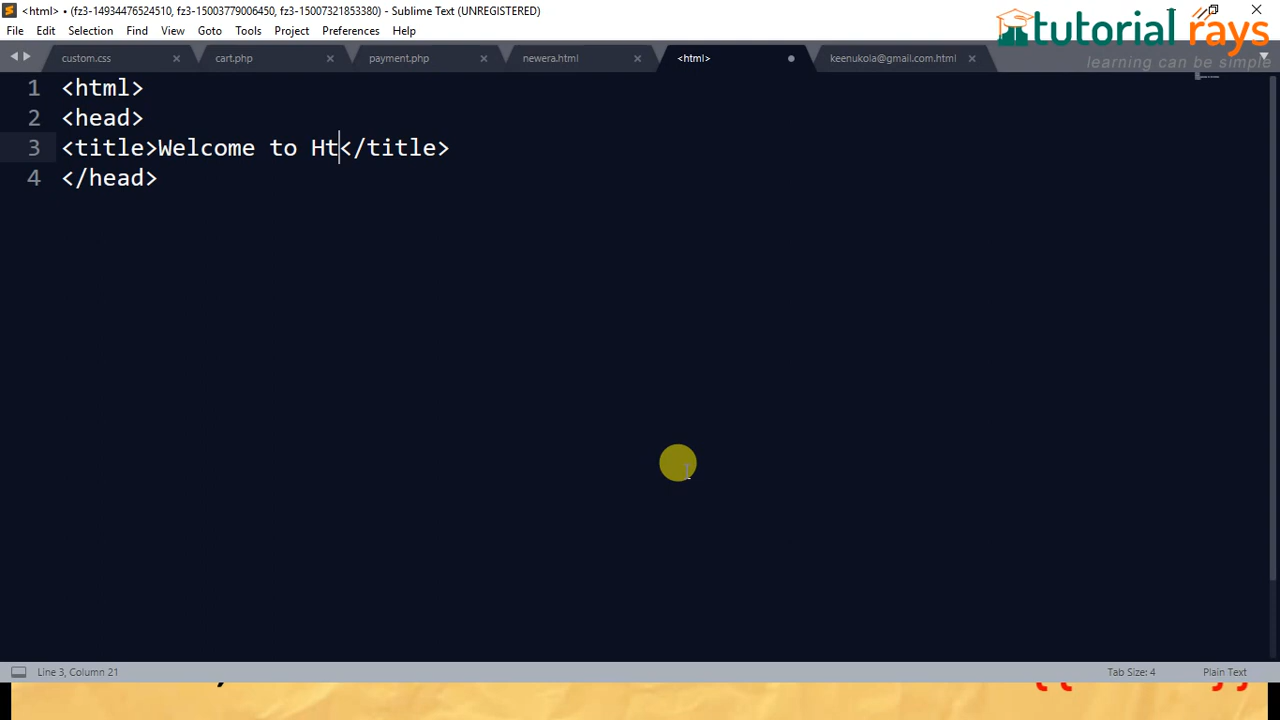 <html> • (fz3-14934476524510, fz3-15003779006450, fz3-15007321853380) - Sublime Text (UNREGISTERED)
File Edit Selection Find View Goto Tools Project Preferences Help
tutorial rays
learning can be simple
custom.css cart.php payment.php newera.html <html> keenukola@gmail.com.html
1 <html>
2 <head>
3 <title>Welcome to Ht</title>
4 </head>
Line 3, Column 21 Tab Size: 4 Plain Text